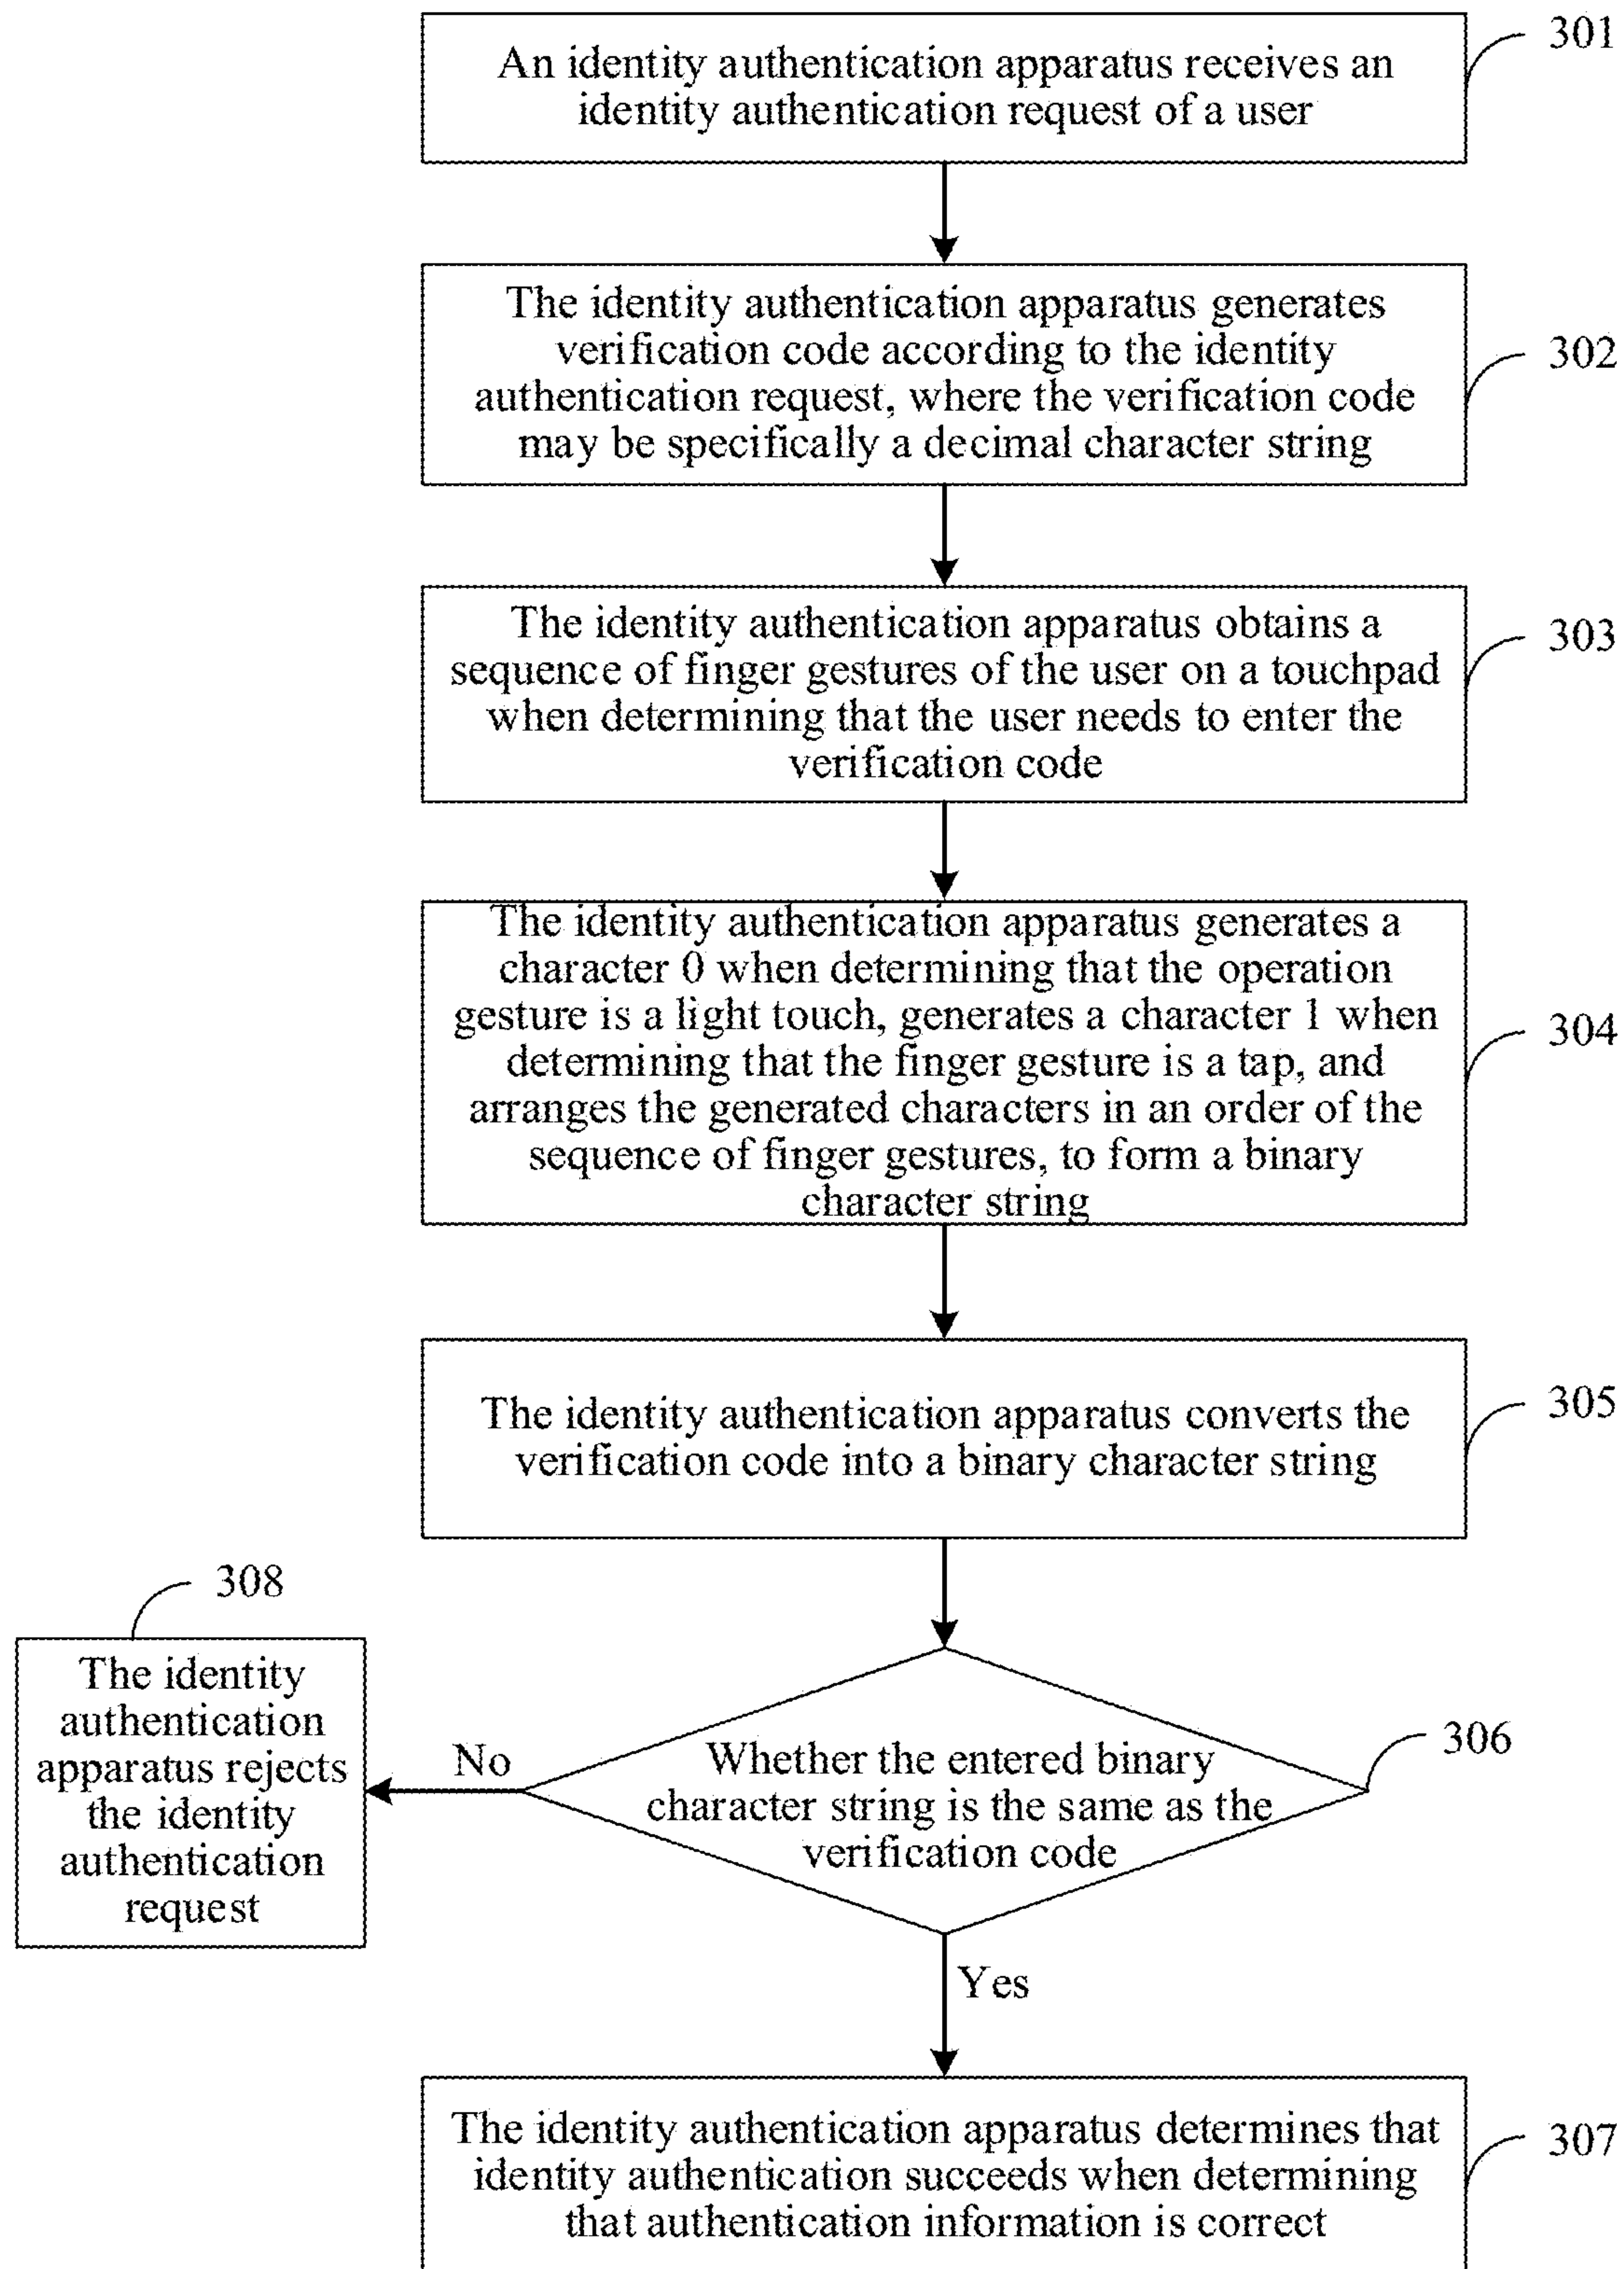 An identity authentication apparatus receives an
identity authentication request of a user
301
The identity authentication apparatus generates
verification code according to the identity
authentication request, where the verification code
may be specifically a decimal character string
302
The identity authentication apparatus obtains a
sequence of finger gestures of the user on a touchpad
when determining that the user needs to enter the
verification code
303
The identity authentication apparatus generates a
character 0 when determining that the operation
gesture is a light touch, generates a character 1 when
determining that the finger gesture is a tap, and
arranges the generated characters in an order of the
sequence of finger gestures, to form a binary
character string
304
The identity authentication apparatus converts the
verification code into a binary character string
305
308
The identity
authentication
apparatus rejects
the identity
authentication
request
No
Whether the entered binary
character string is the same as the
verification code
306
Yes
The identity authentication apparatus determines that
identity authentication succeeds when determining
that authentication information is correct
307